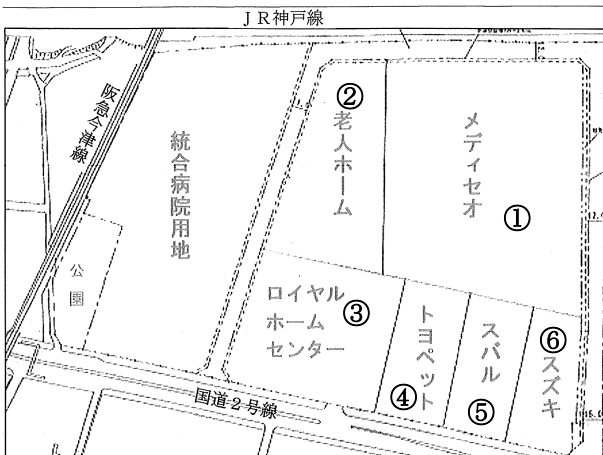 JR神戸線
阪急今津線
統合病院用地
公園
②
老人ホーム
メディセオ
①
ロイヤル
ホーム
センター
③
トヨペット
④
スバル
⑤
⑥
スズキ
国道2号線